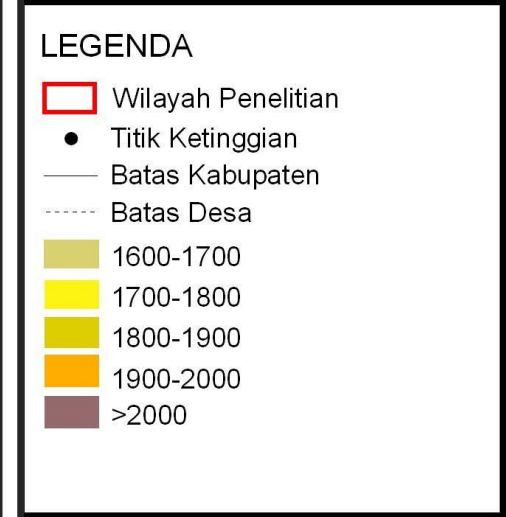 LEGENDA
Wilayah Penelitian
Titik Ketinggian
Batas Kabupaten
Batas Desa
1600-1700
1700-1800
1800-1900
1900-2000
>2000